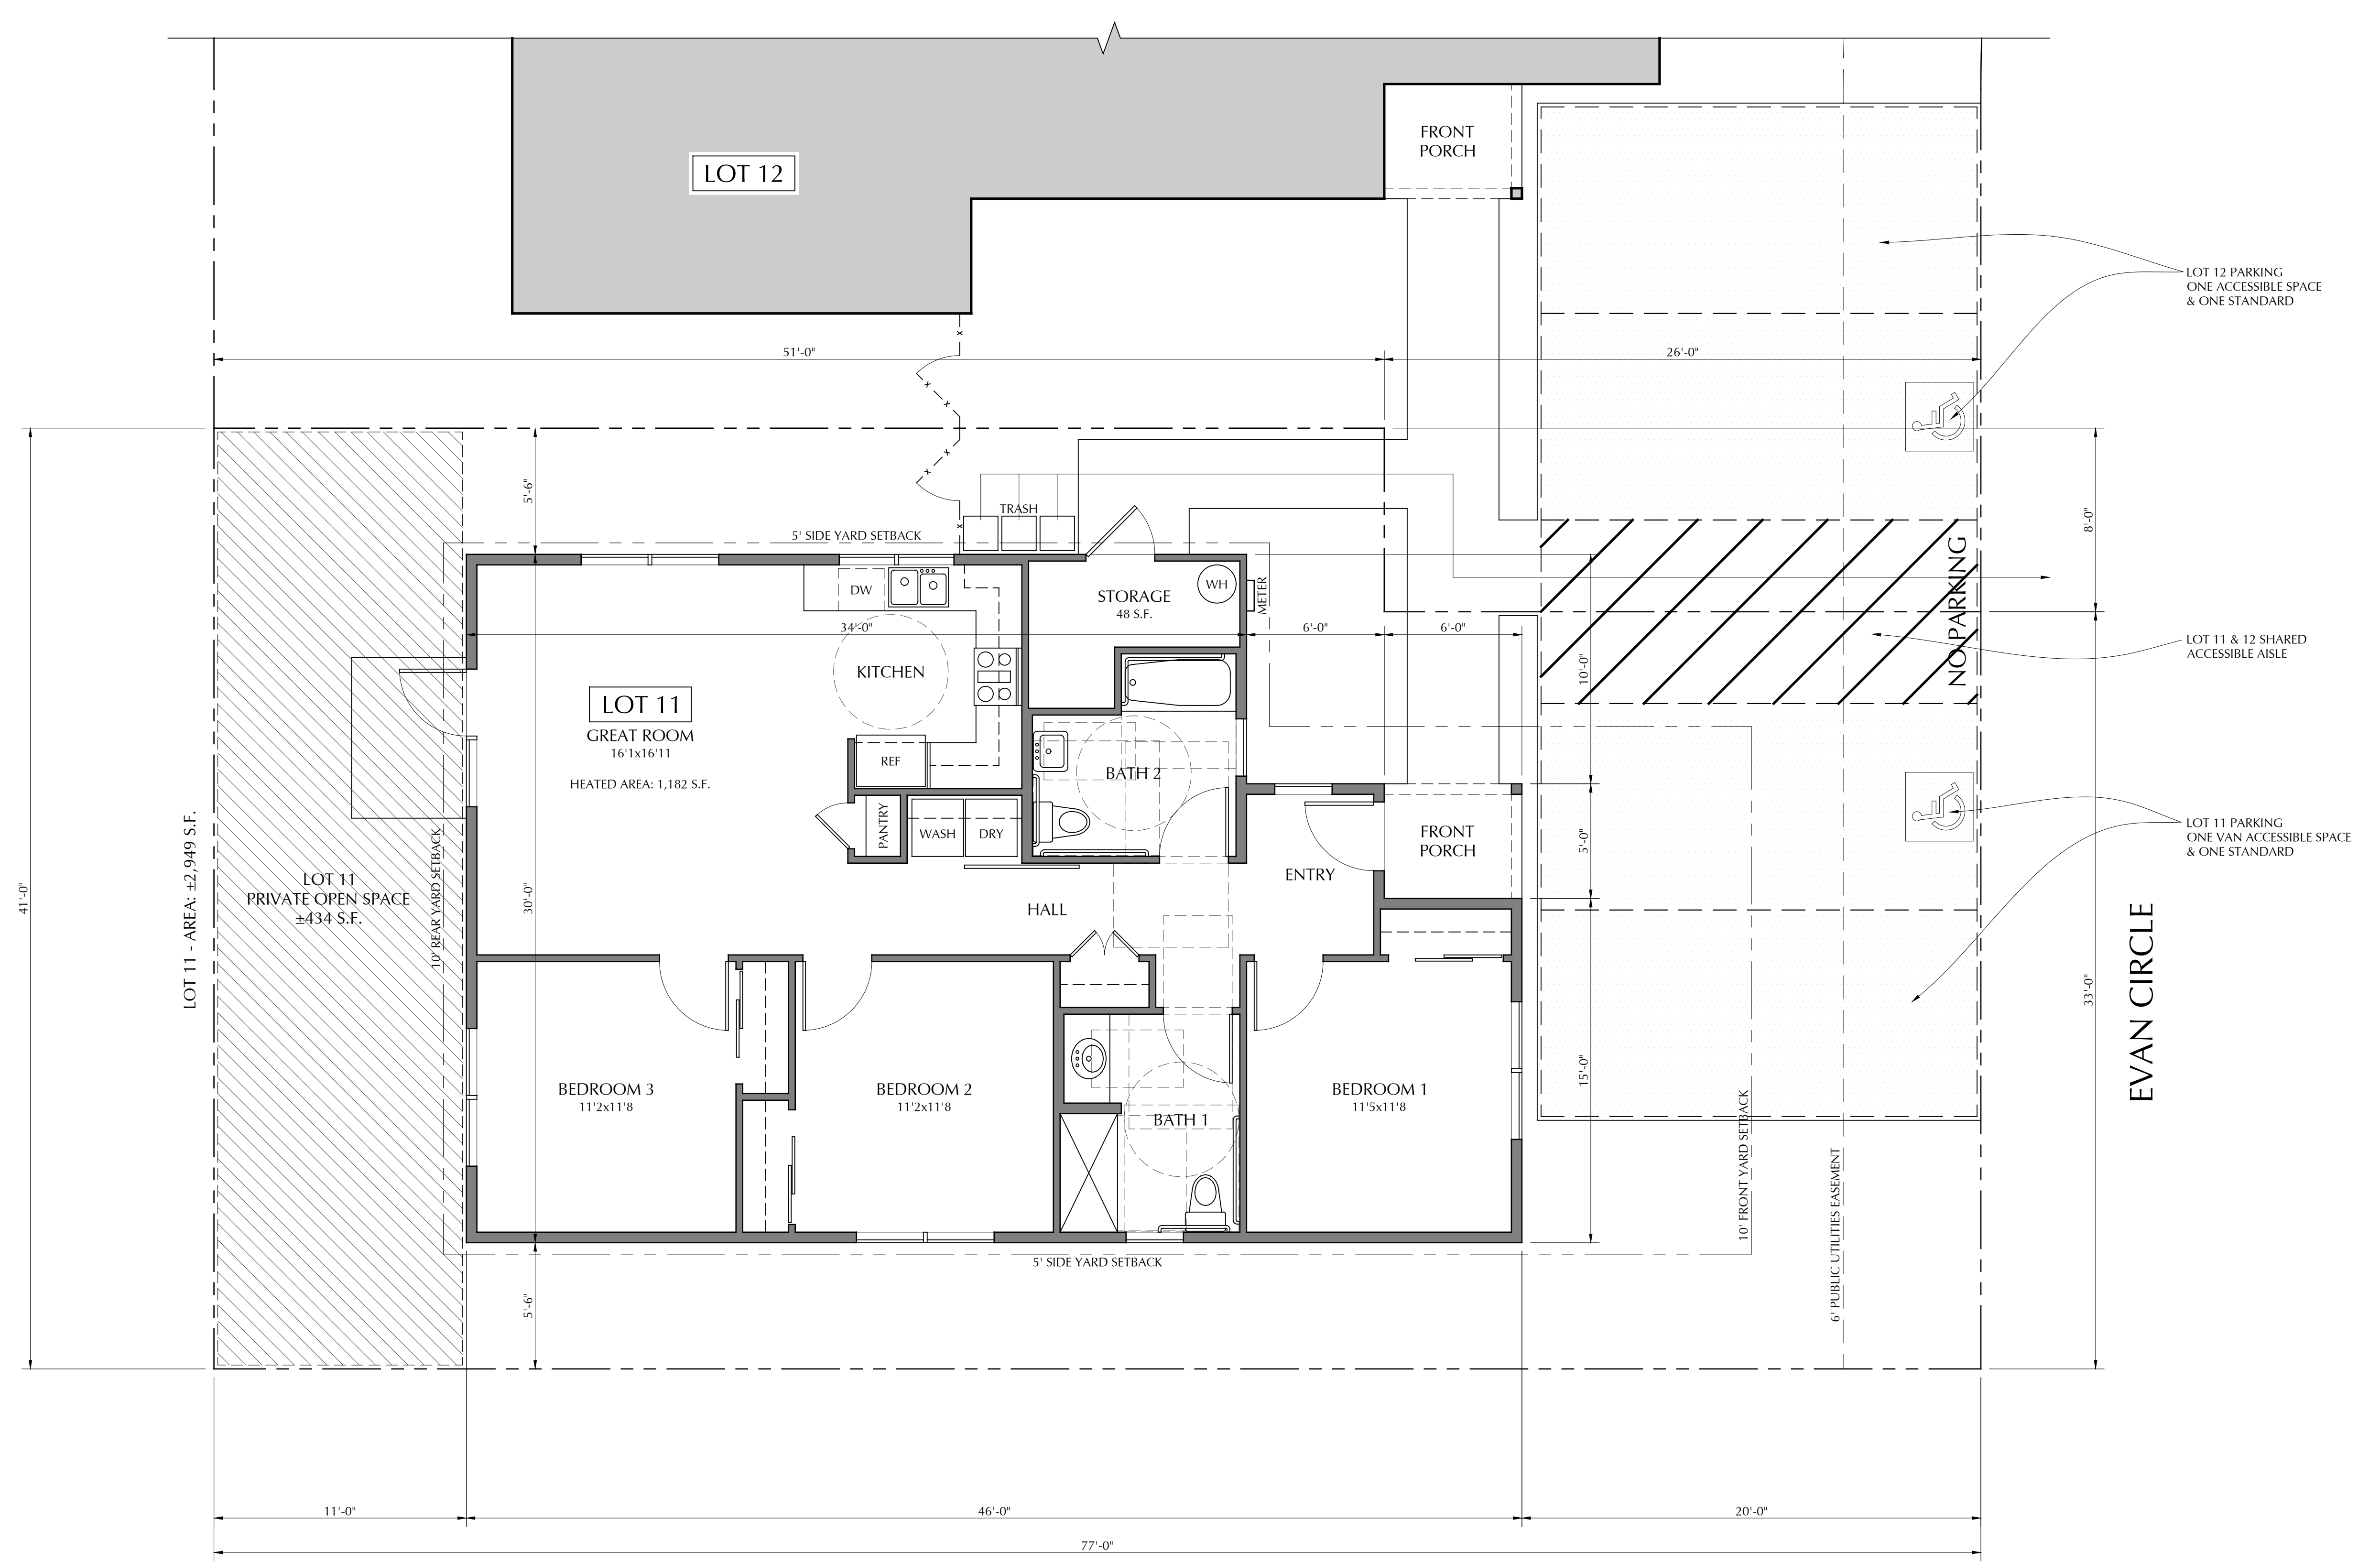 FRONT
PORCH
LOT 12
LOT 12 PARKING
ONE ACCESSIBLE SPACE
& ONE STANDARD
51'-0"
26'-0"
5'-6"
TRASH
5' SIDE YARD SETBACK
8'-0"
NO PARKING
DW
STORAGE
48 S.F.
WH
METER
34'-0"
6'-0"
6'-0"
LOT 11 & 12 SHARED
ACCESSIBLE AISLE
KITCHEN
10'-0"
LOT 11
GREAT ROOM
16'1x16'11
HEATED AREA: 1,182 S.F.
REF
BATH 2
PANTRY
WASH
DRY
FRONT
PORCH
5'-0"
LOT 11 PARKING
ONE VAN ACCESSIBLE SPACE
& ONE STANDARD
ENTRY
HALL
41'-0"
LOT 11 - AREA: ±2,949 S.F.
LOT 11
PRIVATE OPEN SPACE
±434 S.F.
10' REAR YARD SETBACK
30'-0"
33'-0"
EVAN CIRCLE
BEDROOM 3
11'2x11'8
BEDROOM 2
11'2x11'8
BATH 1
BEDROOM 1
11'5x11'8
15'-0"
10' FRONT YARD SETBACK
6' PUBLIC UTILITIES EASEMENT
5' SIDE YARD SETBACK
5'-6"
11'-0"
46'-0"
20'-0"
77'-0"